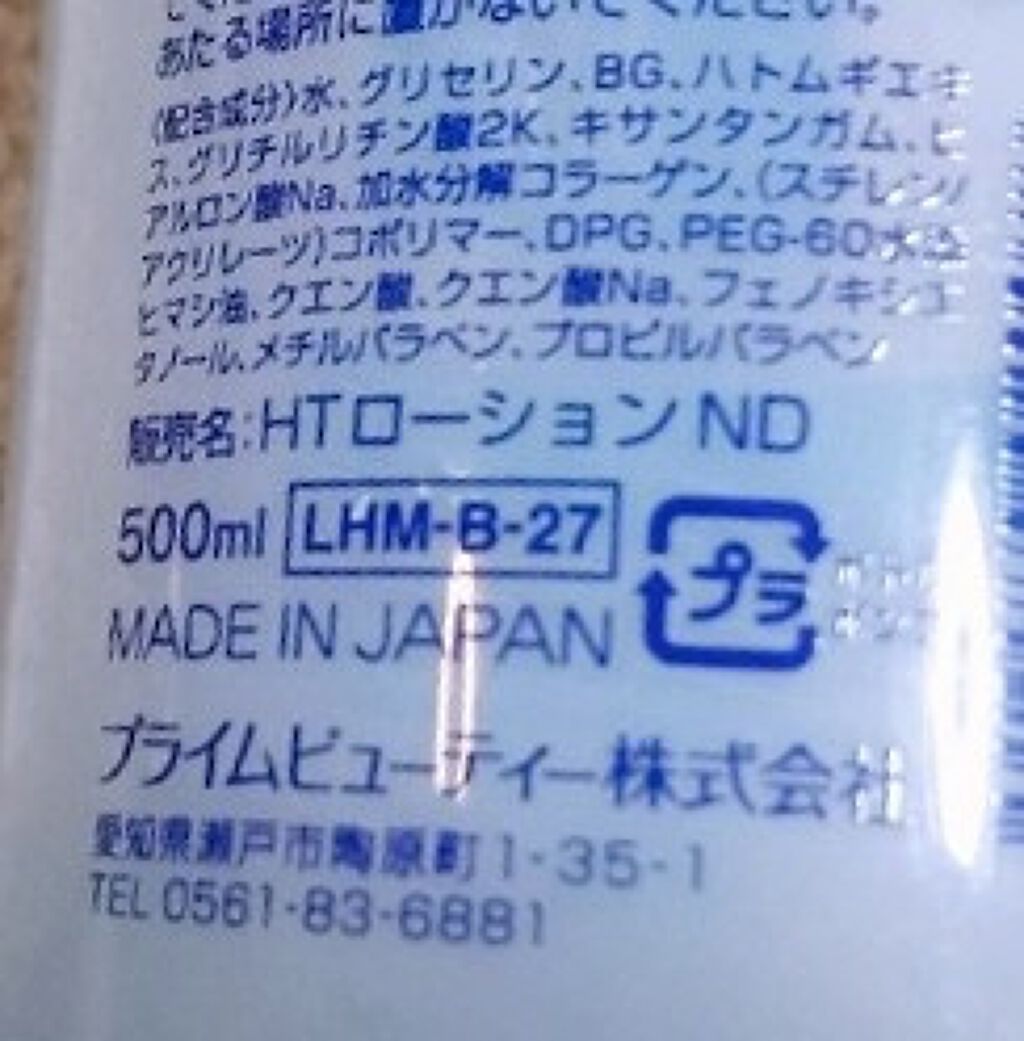 あたる場所に置かないでください。
(配合成分)水、グリセリン、BG、ハトムギエキ
ス、グリチルリチン酸2K、キサンタンガム、ヒ
アルロン酸Na、加水分解コラーゲン、(スチレン/
アクリレーツ)コポリマー、DPG、PEG-60水添
ヒマシ油、クエン酸、クエン酸Na、フェノキシエ
タノール、メチルパラベン、プロピルパラベン
販売名:HTローション ND
500ml LHM-B-27
プラ
MADE IN JAPAN
プライムビューティー株式会社
愛知県瀬戸市陶原町1-35-1
TEL 0561-83-6881